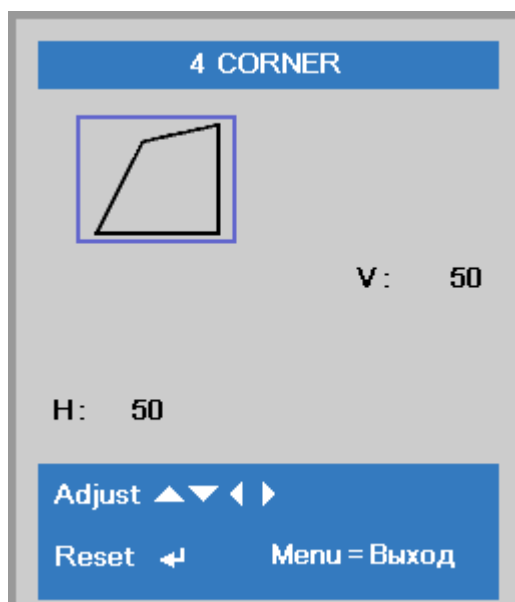 4 CORNER
V: 50
H: 50
Adjust
Reset Menu = Выход